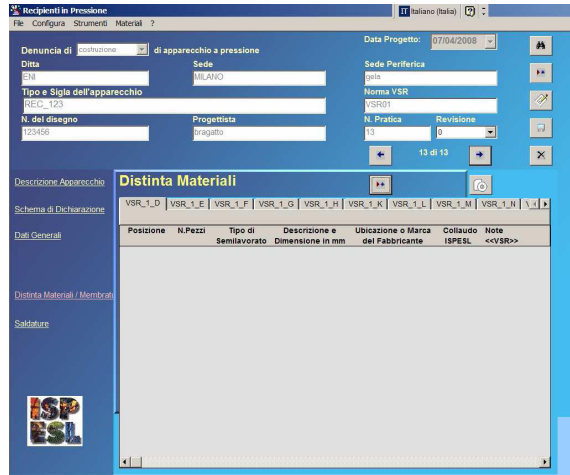 Recipienti in Pressione
IT Italiano (Italia)
File Configura Strumenti Materiali ?
Denuncia di costruzione di apparecchio a pressione
Data Progetto: 07/04/2008
Ditta Sede Sede Periferica
ENI MILANO gela
Tipo e Sigla dell'apparecchio Norma VSR
REC_123 VSR01
N. del disegno Progettista N. Pratica Revisione
123456 bragatto 13 0
13 di 13
Descrizione Apparecchio
Schema di Dichiarazione
Dati Generali
Distinta Materiali / Membrat
Saldature
Distinta Materiali
VSR_1_D VSR_1_E VSR_1_F VSR_1_G VSR_1_H VSR_1_K VSR_1_L VSR_1_M VSR_1_N
Posizione N.Pezzi Tipo di Descrizione e Ubicazione o Marca Collaudo Note
Semilavorato Dimensione in mm del Fabbricante ISPESL <<VSR>>
ISP
ESL